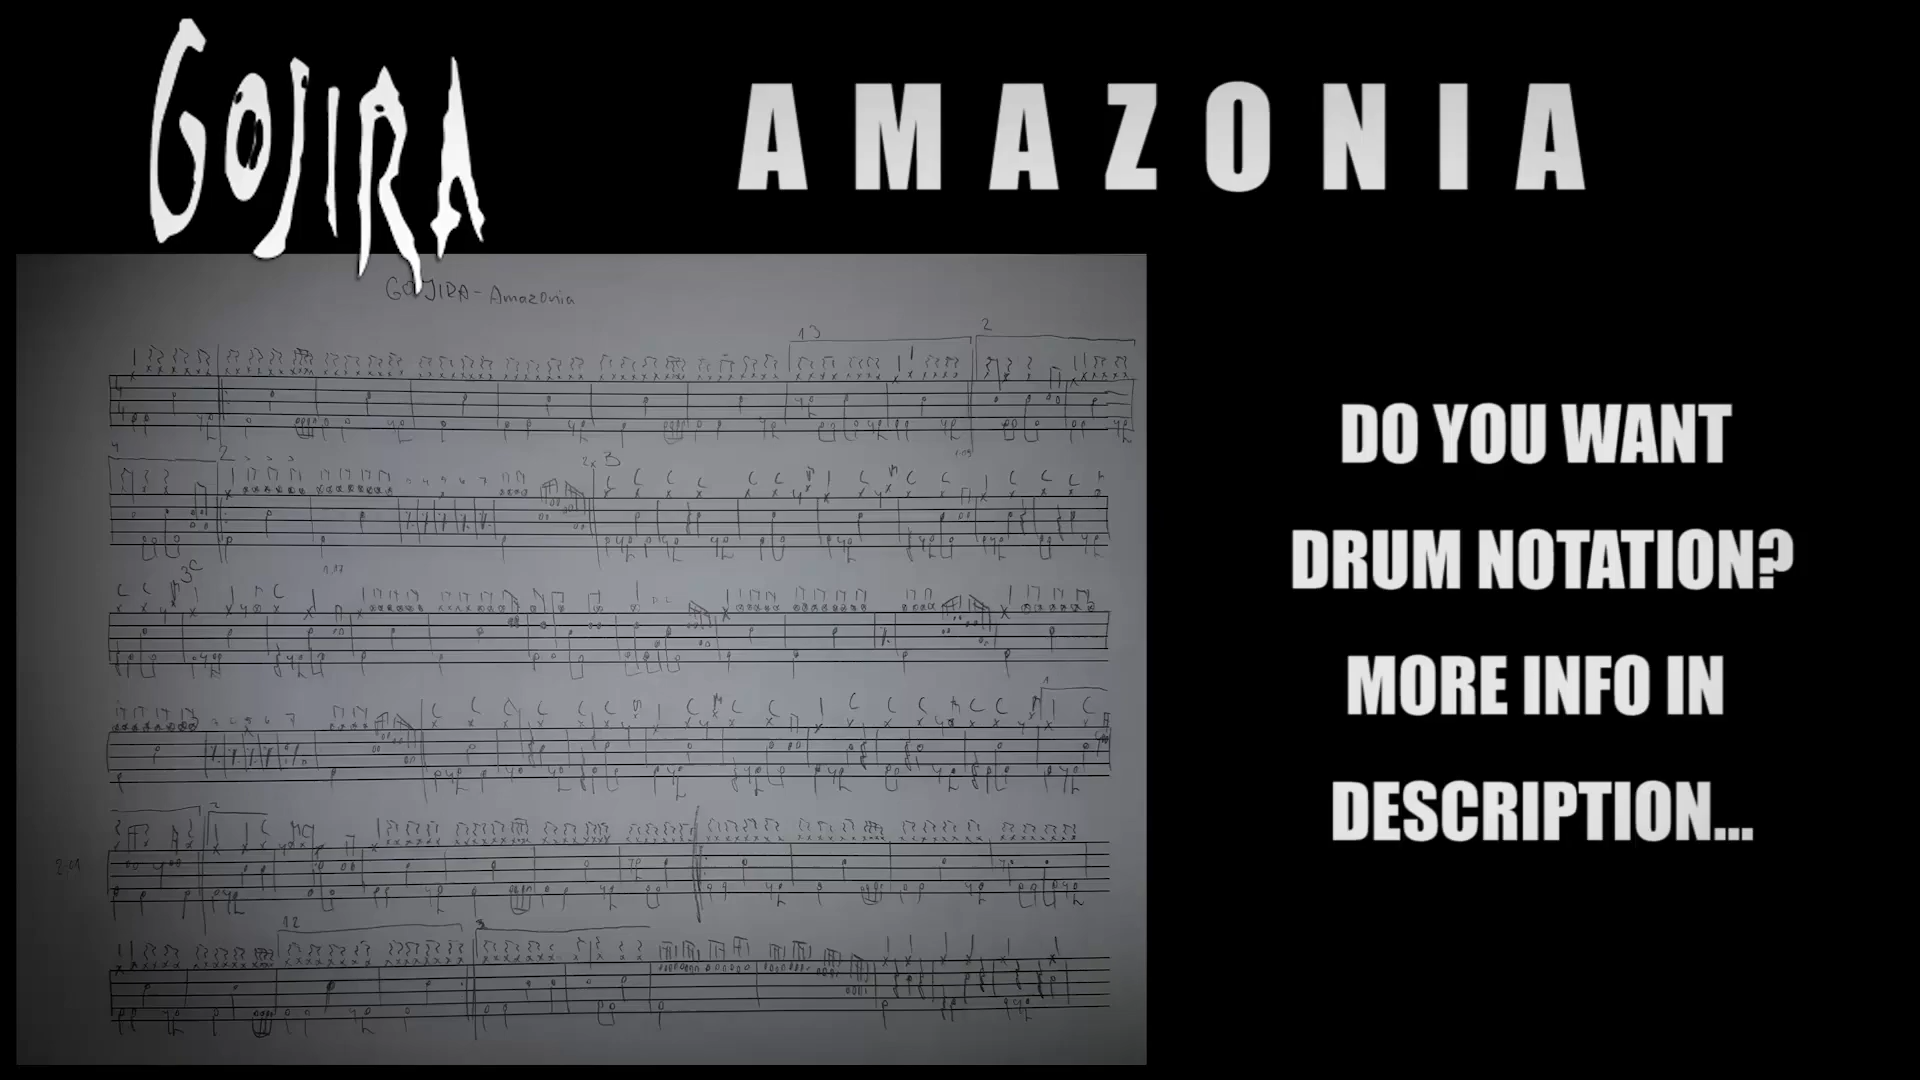 GOJIRA
AMAZONIA
GOJIRA - Amazonia
DO YOU WANT
DRUM NOTATION?
MORE INFO IN
DESCRIPTION...